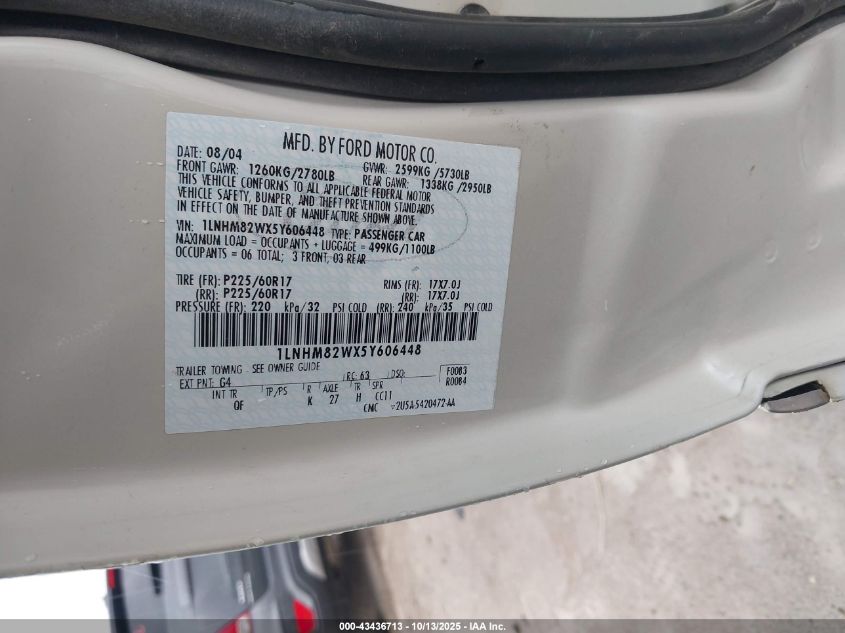 MFD. BY FORD MOTOR CO.
DATE: 08/04 GVWR: 2599KG/5730LB
FRONT GAWR: 1260KG/2780LB REAR GAWR: 1338KG/2950LB
THIS VEHICLE CONFORMS TO ALL APPLICABLE FEDERAL MOTOR
VEHICLE SAFETY, BUMPER, AND THEFT PREVENTION STANDARDS
IN EFFECT ON THE DATE OF MANUFACTURE SHOWN ABOVE.
VIN: 1LNHM82WX5Y606448 TYPE: PASSENGER CAR
MAXIMUM LOAD = OCCUPANTS + LUGGAGE = 499KG/1100LB
OCCUPANTS = 06 TOTAL; 3 FRONT, 03 REAR
TIRE (FR): P225/60R17 RIMS (FR): 17X7.0J
(RR): P225/60R17 (RR): 17X7.0J
PRESSURE (FR): 220 kPa/32 PSI COLD (RR): 240 kPa/35 PSI COLD
1LNHM82WX5Y606448
TRAILER TOWING - SEE OWNER GUIDE
EXT PNT: G4 RC: 63 DSO: F0083
R0084
INT TR TP/PS R AXLE TR SPR
QF K 27 H CC11
CMC 2U5A-5420472-AA
000-43436713 | 10/13/2025 | IAA Inc.